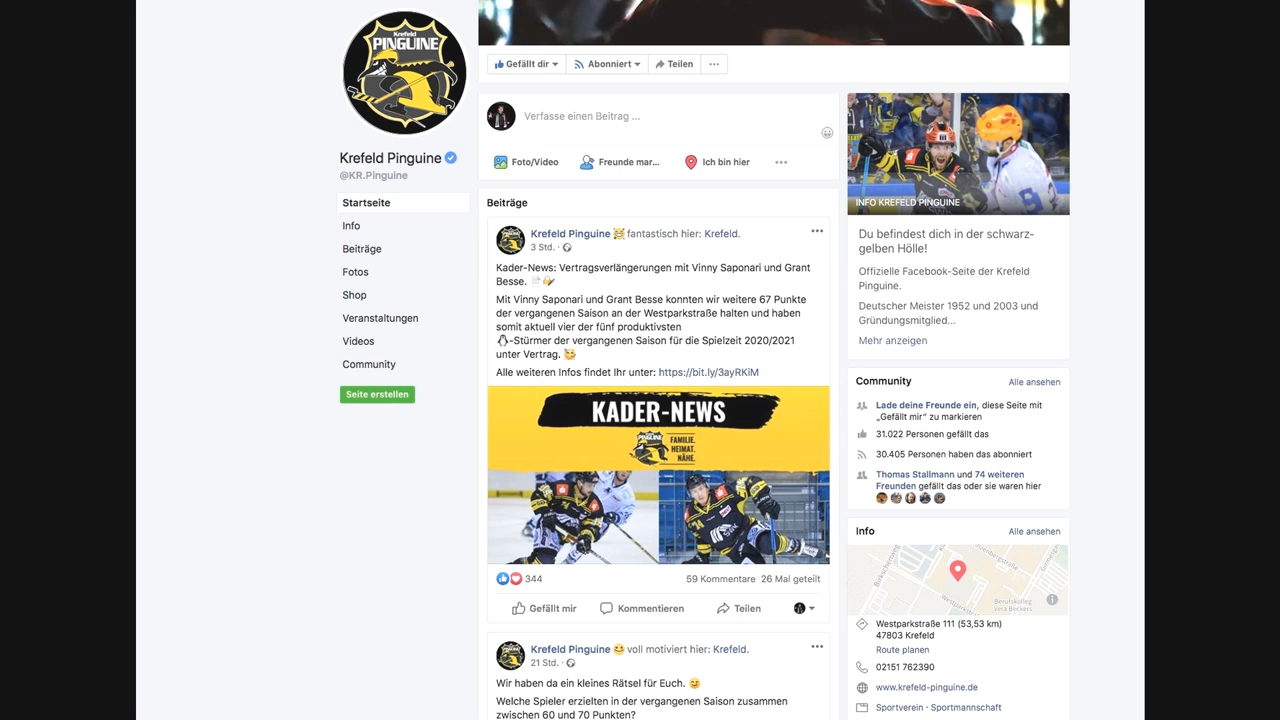 Krefeld
PINGUINE
Krefeld Pinguine
@KR.Pinguine
Startseite
Info
Beiträge
Fotos
Shop
Veranstaltungen
Videos
Community
Seite erstellen
Gefällt dir
Abonniert
Teilen
Verfasse einen Beitrag ...
Foto/Video
Freunde mar...
Ich bin hier
Beiträge
Krefeld Pinguine 🥳 fantastisch hier: Krefeld.
3 Std. ·
Kader-News: Vertragsverlängerungen mit Vinny Saponari und Grant
Besse. 📄✍
Mit Vinny Saponari und Grant Besse konnten wir weitere 67 Punkte
der vergangenen Saison an der Westparkstraße halten und haben
somit aktuell vier der fünf produktivsten
🐧-Stürmer der vergangenen Saison für die Spielzeit 2020/2021
unter Vertrag. 🥰
Alle weiteren Infos findet Ihr unter: https://bit.ly/3ayRKiM
KADER-NEWS
PINGUINE
FAMILIE.
HEIMAT.
NÄHE.
344
59 Kommentare 26 Mal geteilt
Gefällt mir
Kommentieren
Teilen
Krefeld Pinguine 😄 voll motiviert hier: Krefeld.
21 Std. ·
Wir haben da ein kleines Rätsel für Euch. 😄
Welche Spieler erzielten in der vergangenen Saison zusammen
zwischen 60 und 70 Punkten?
INFO KREFELD PINGUINE
Du befindest dich in der schwarz-
gelben Hölle!
Offizielle Facebook-Seite der Krefeld
Pinguine.
Deutscher Meister 1952 und 2003 und
Gründungsmitglied...
Mehr anzeigen
Community
Alle ansehen
Lade deine Freunde ein, diese Seite mit
„Gefällt mir“ zu markieren
31.022 Personen gefällt das
30.405 Personen haben das abonniert
Thomas Stallmann und 74 weiteren
Freunden gefällt das oder sie waren hier
Info
Alle ansehen
Westparkstraße
Berufskolleg
Vera Beckers
Westparkstraße 111 (53,53 km)
47803 Krefeld
Route planen
02151 762390
www.krefeld-pinguine.de
Sportverein · Sportmannschaft